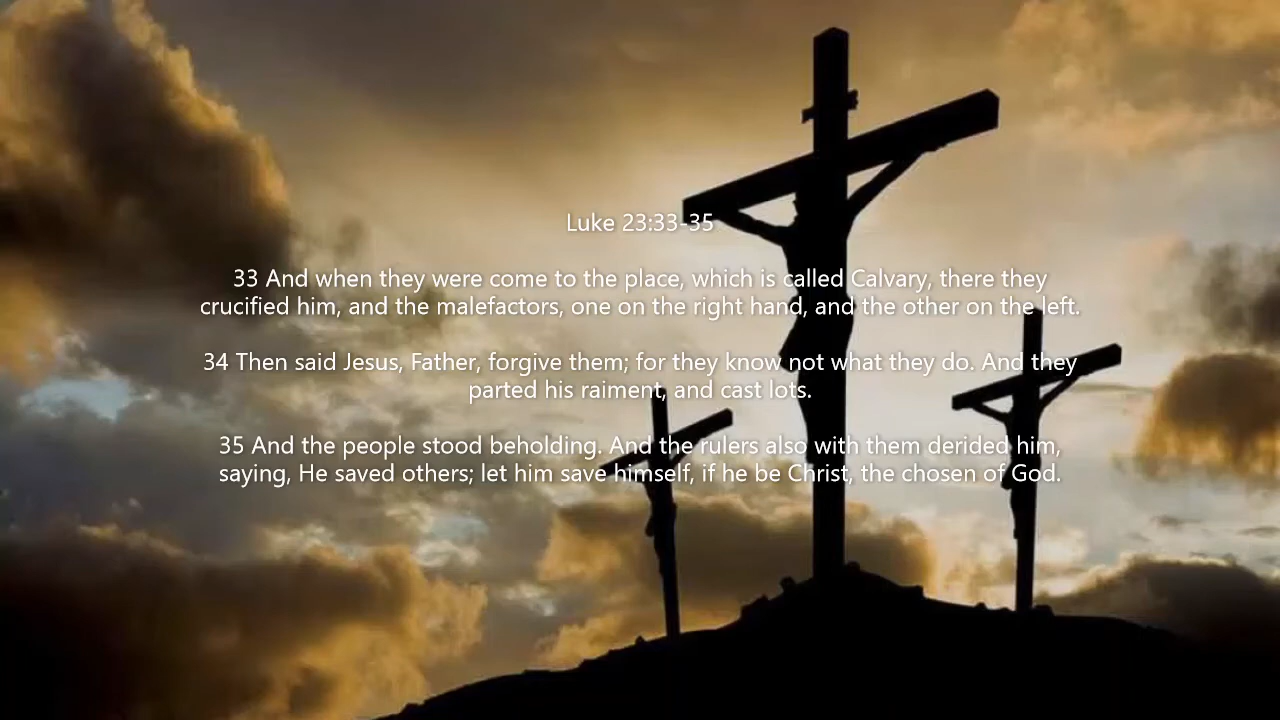 Luke 23:33-35
33 And when they were come to the place, which is called Calvary, there they
crucified him, and the malefactors, one on the right hand, and the other on the left.
34 Then said Jesus, Father, forgive them; for they know not what they do. And they
parted his raiment, and cast lots.
35 And the people stood beholding. And the rulers also with them derided him,
saying, He saved others; let him save himself, if he be Christ, the chosen of God.